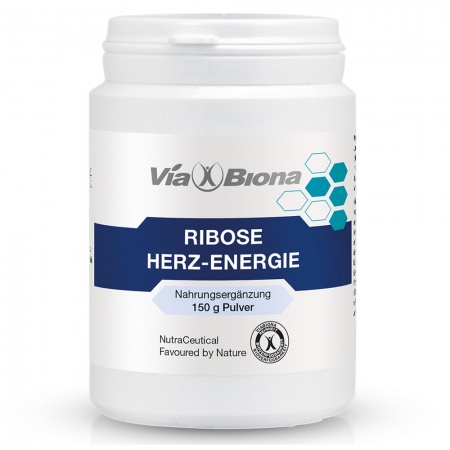 Via Biona
RIBOSE
HERZ-ENERGIE
Nahrungsergänzung
150 g Pulver
NutraCeutical
Favoured by Nature